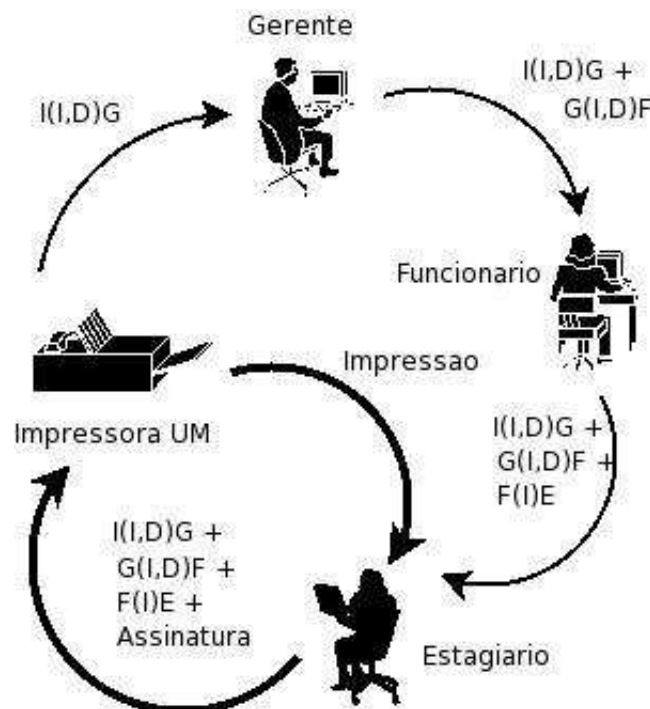 Gerente
I(I,D)G
I(I,D)G +
G(I,D)F
Funcionario
Impressao
Impressora UM
I(I,D)G +
G(I,D)F +
F(I)E
I(I,D)G +
G(I,D)F +
F(I)E +
Assinatura
Estagiario